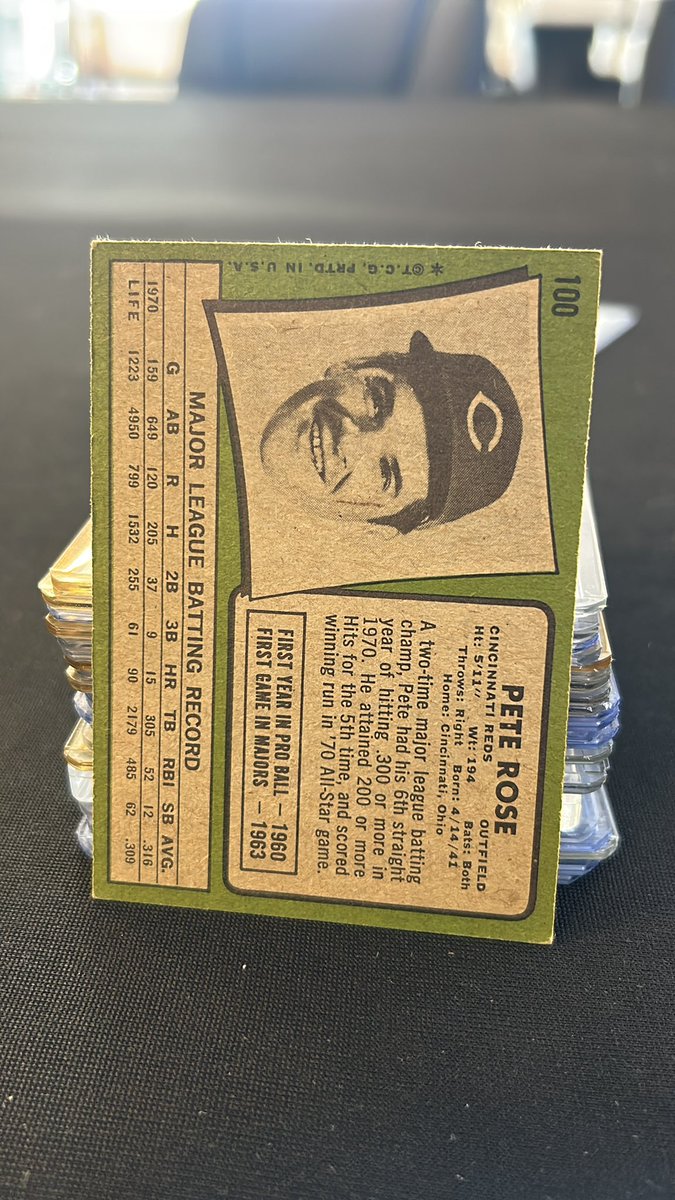 100
*©T.C.G. PRTD. IN U.S.A.
C
PETE ROSE
CINCINNATI REDS OUTFIELD
Ht: 5'11" Wt: 194 Bats: Both
Throws: Right Born: 4/14/41
Home: Cincinnati, Ohio
A two-time major league batting
champ, Pete had his 6th straight
year of hitting .300 or more in
1970. He attained 200 or more
Hits for the 5th time, and scored
winning run in '70 All-Star game.
FIRST YEAR IN PRO BALL — 1960
FIRST GAME IN MAJORS — 1963
MAJOR LEAGUE BATTING RECORD
G AB R H 2B 3B HR TB RBI SB AVG.
1970 159 649 120 205 37 9 15 305 52 12 .316
LIFE 1223 4950 799 1532 255 61 90 2179 485 62 .309